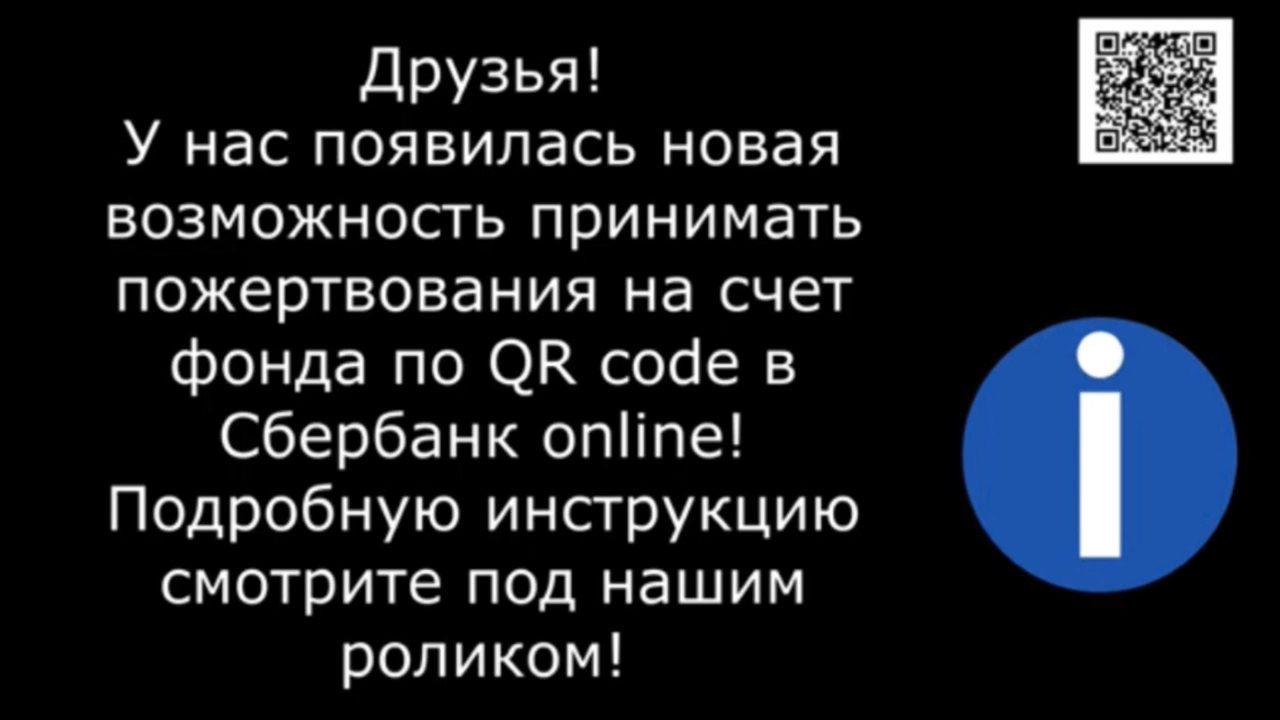 Друзья!
У нас появилась новая
возможность принимать
пожертвования на счет
фонда по QR code в
Сбербанк online!
Подробную инструкцию
смотрите под нашим
роликом!
i